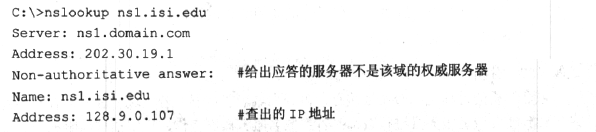 C:\>nslookup ns1.isi.edu
Server: ns1.domain.com
Address: 202.30.19.1
Non-authoritative answer: #给出应答的服务器不是该域的权威服务器
Name: ns1.isi.edu
Address: 128.9.0.107 #查出的 IP 地址